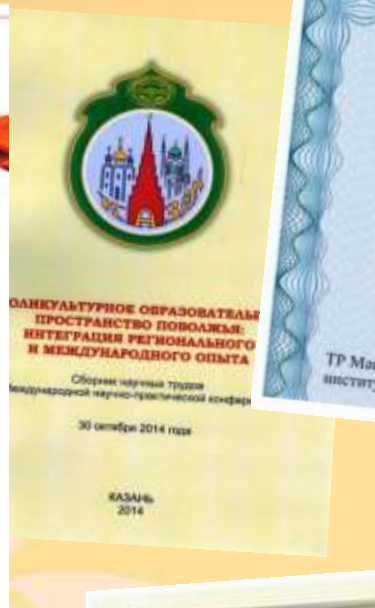 ОЛИКУЛЬТУРНОЕ ОБРАЗОВАТЕЛЬ
ПРОСТРАНСТВО ПОВОЛЖЬЯ:
ИНТЕГРАЦИЯ РЕГИОНАЛЬНОГО
И МЕЖДУНАРОДНОГО ОПЫТА
Сборник научных трудов
еждународной научно-практической конфер
30 октября 2014 года
КАЗАНЬ
2014
ТР Ма
институ